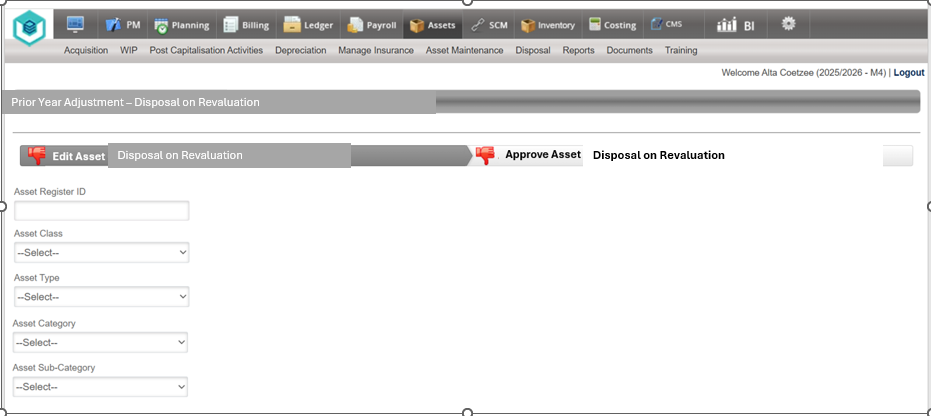 PM Planning Billing Ledger Payroll Assets SCM Inventory Costing CMS BI
Acquisition WIP Post Capitalisation Activities Depreciation Manage Insurance Asset Maintenance Disposal Reports Documents Training
Welcome Alta Coetzee (2025/2026 - M4) | Logout
Prior Year Adjustment – Disposal on Revaluation
Edit Asset Disposal on Revaluation Approve Asset Disposal on Revaluation
Asset Register ID
Asset Class
--Select--
Asset Type
--Select--
Asset Category
--Select--
Asset Sub-Category
--Select--